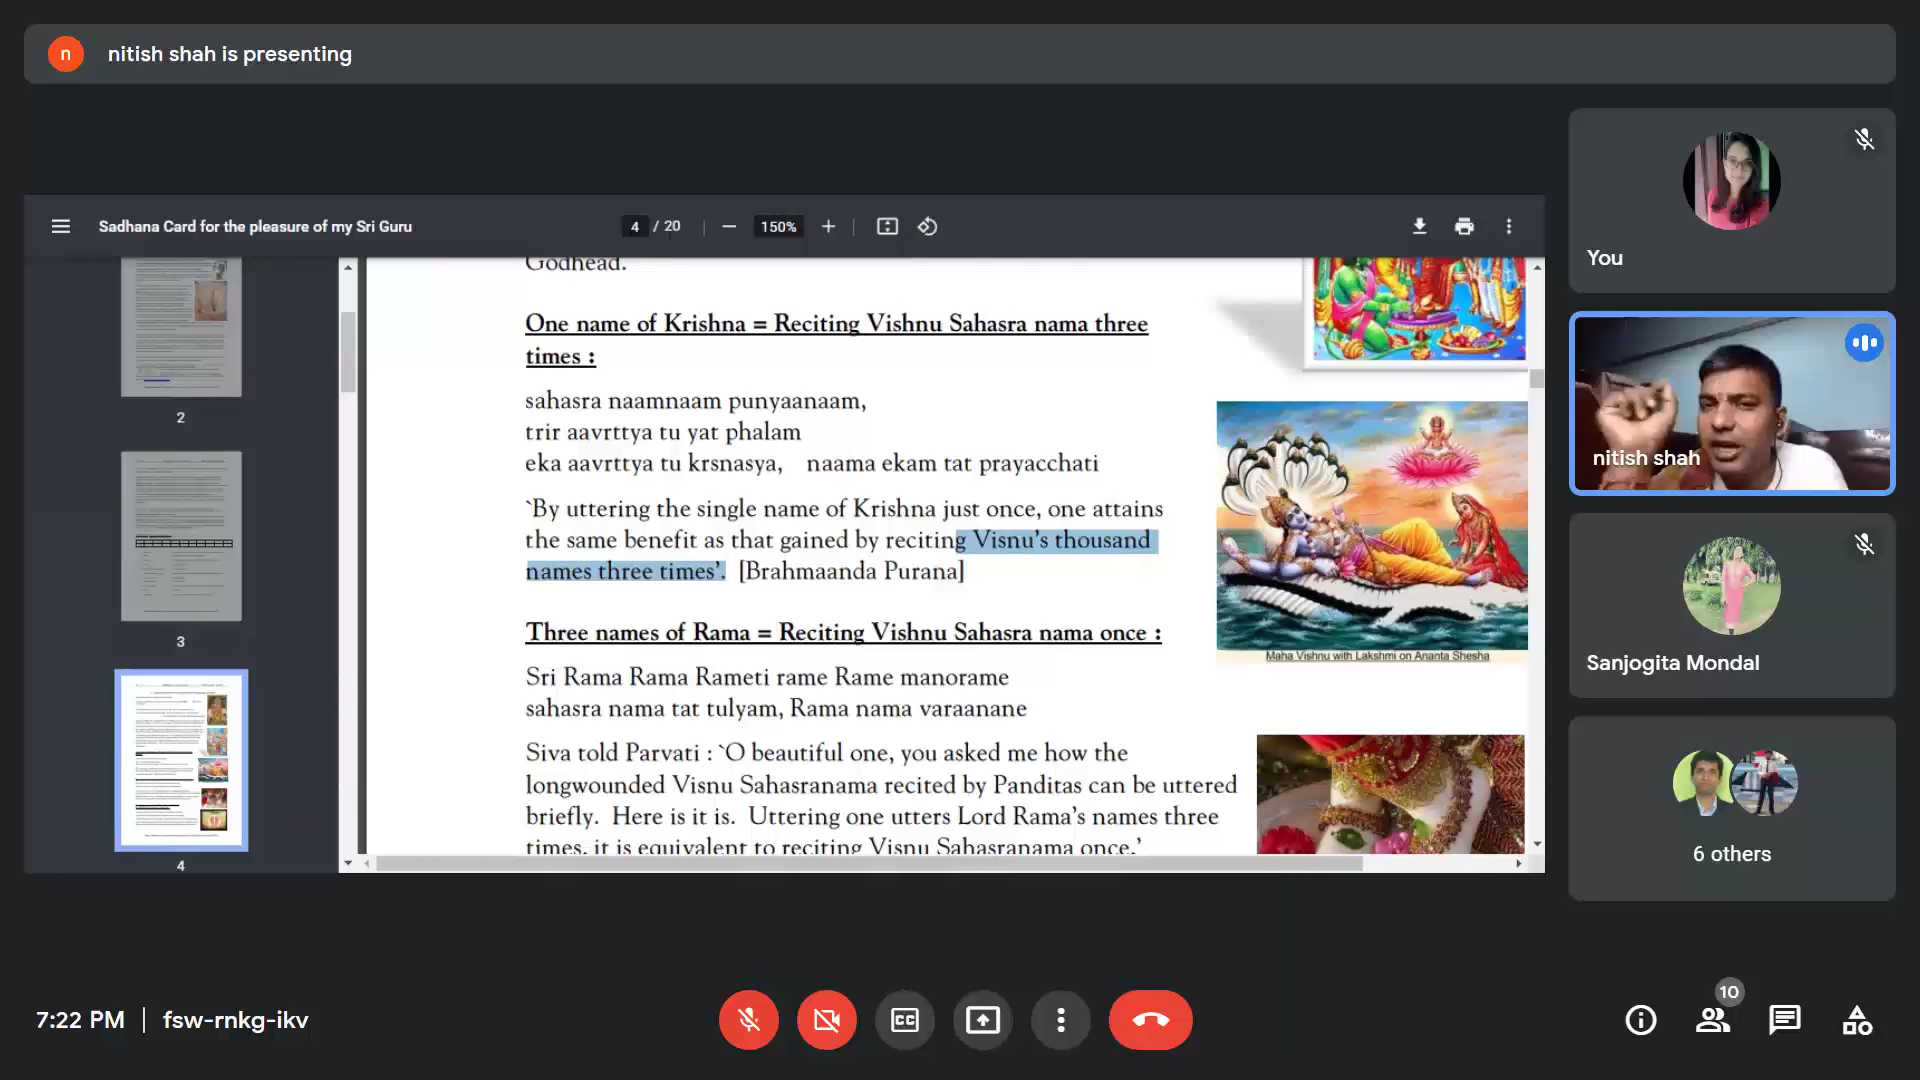 n nitish shah is presenting
Sadhana Card for the pleasure of my Sri Guru
4 / 20
150%
2
3
4
Godhead.
One name of Krishna = Reciting Vishnu Sahasra nama three
times :
sahasra naamnaam punyaanaam,
trir aavrttya tu yat phalam
eka aavrttya tu krsnasya, naama ekam tat prayacchati
`By uttering the single name of Krishna just once, one attains
the same benefit as that gained by reciting Visnu's thousand
names three times'. [Brahmaanda Purana]
Three names of Rama = Reciting Vishnu Sahasra nama once :
Sri Rama Rama Rameti rame Rame manorame
sahasra nama tat tulyam, Rama nama varaanane
Siva told Parvati : `O beautiful one, you asked me how the
longwounded Visnu Sahasranama recited by Panditas can be uttered
briefly. Here is it is. Uttering one utters Lord Rama's names three
times, it is equivalent to reciting Visnu Sahasranama once.'
Maha Vishnu with Lakshmi on Ananta Shesha
You
nitish shah
Sanjogita Mondal
6 others
7:22 PM | fsw-rnkg-ikv
CC
10